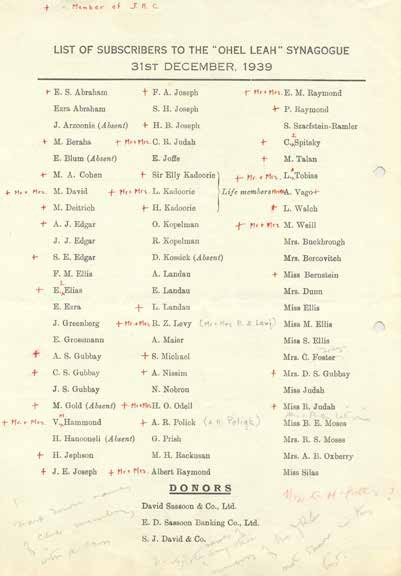 + - Member of J.R.C.
LIST OF SUBSCRIBERS TO THE "OHEL LEAH" SYNAGOGUE
31ST DECEMBER, 1939
+ E. S. Abraham
Ezra Abraham
J. Arzoonie (Absent)
+ M. Beraha
E. Blum (Absent)
+ M. A. Cohen
+ Mr + Mrs. M. David
+ M. Deitrich
+ A. J. Edgar
J. J. Edgar
+ S. E. Edgar
F. M. Ellis
+ E. I. Elias
E. Ezra
J. Greenberg
E. Grossmann
+ A. S. Gubbay
+ C. S. Gubbay
J. S. Gubbay
+ M. Gold (Absent)
+ Mr + Mrs. V. M. Hammond
H. Hanconeli (Absent)
+ H. Jephson
+ J. E. Joseph
+ F. A. Joseph
S. H. Joseph
+ H. B. Joseph
+ Mr + Mrs. C. R. Judah
E. Joffe
+ Sir Elly Kadoorie
+ Mr + Mrs. L. Kadoorie
+ H. Kadoorie
Life members
O. Kopelman
R. Kopelman
D. Kossick (Absent)
A. Landau
E. Landau
+ L. Landau
+ Mr + Mrs. R. Z. Levy (Mr + Mrs R. Z. Levy)
A. Maier
+ S. Michael
+ A. Nissim
N. Nobron
+ Mr + Mrs H. O. Odell
+ A. R. Polick (A. R. Poligk)
G. Prish
M. H. Rackusan
+ Mr + Mrs. Albert Raymond
+ Mr + Mrs. E. M. Raymond
+ P. Raymond
S. Szarfstein-Ramler
+ C. I. Spitsky
+ M. Talan
+ Mr + Mrs. L. Tobias
A. Vago +
+ L. Walch
+ Mr + Mrs M. Weill
Mrs. Buckbrough
Mrs. Borcovitch
+ Miss Bernstein
Mrs. Dunn
Miss Ellis
Miss M. Ellis
Miss S. Ellis
Mrs. C. Foster
+ Mrs. D. S. Gubbay
Miss Judah
+ Miss R. Judah
Miss B. E. Moses
Mrs. R. S. Moses
Mrs. A. B. Oxberry
Miss Silas
DONORS
David Sassoon & Co., Ltd.
E. D. Sassoon Banking Co., Ltd.
S. J. David & Co.